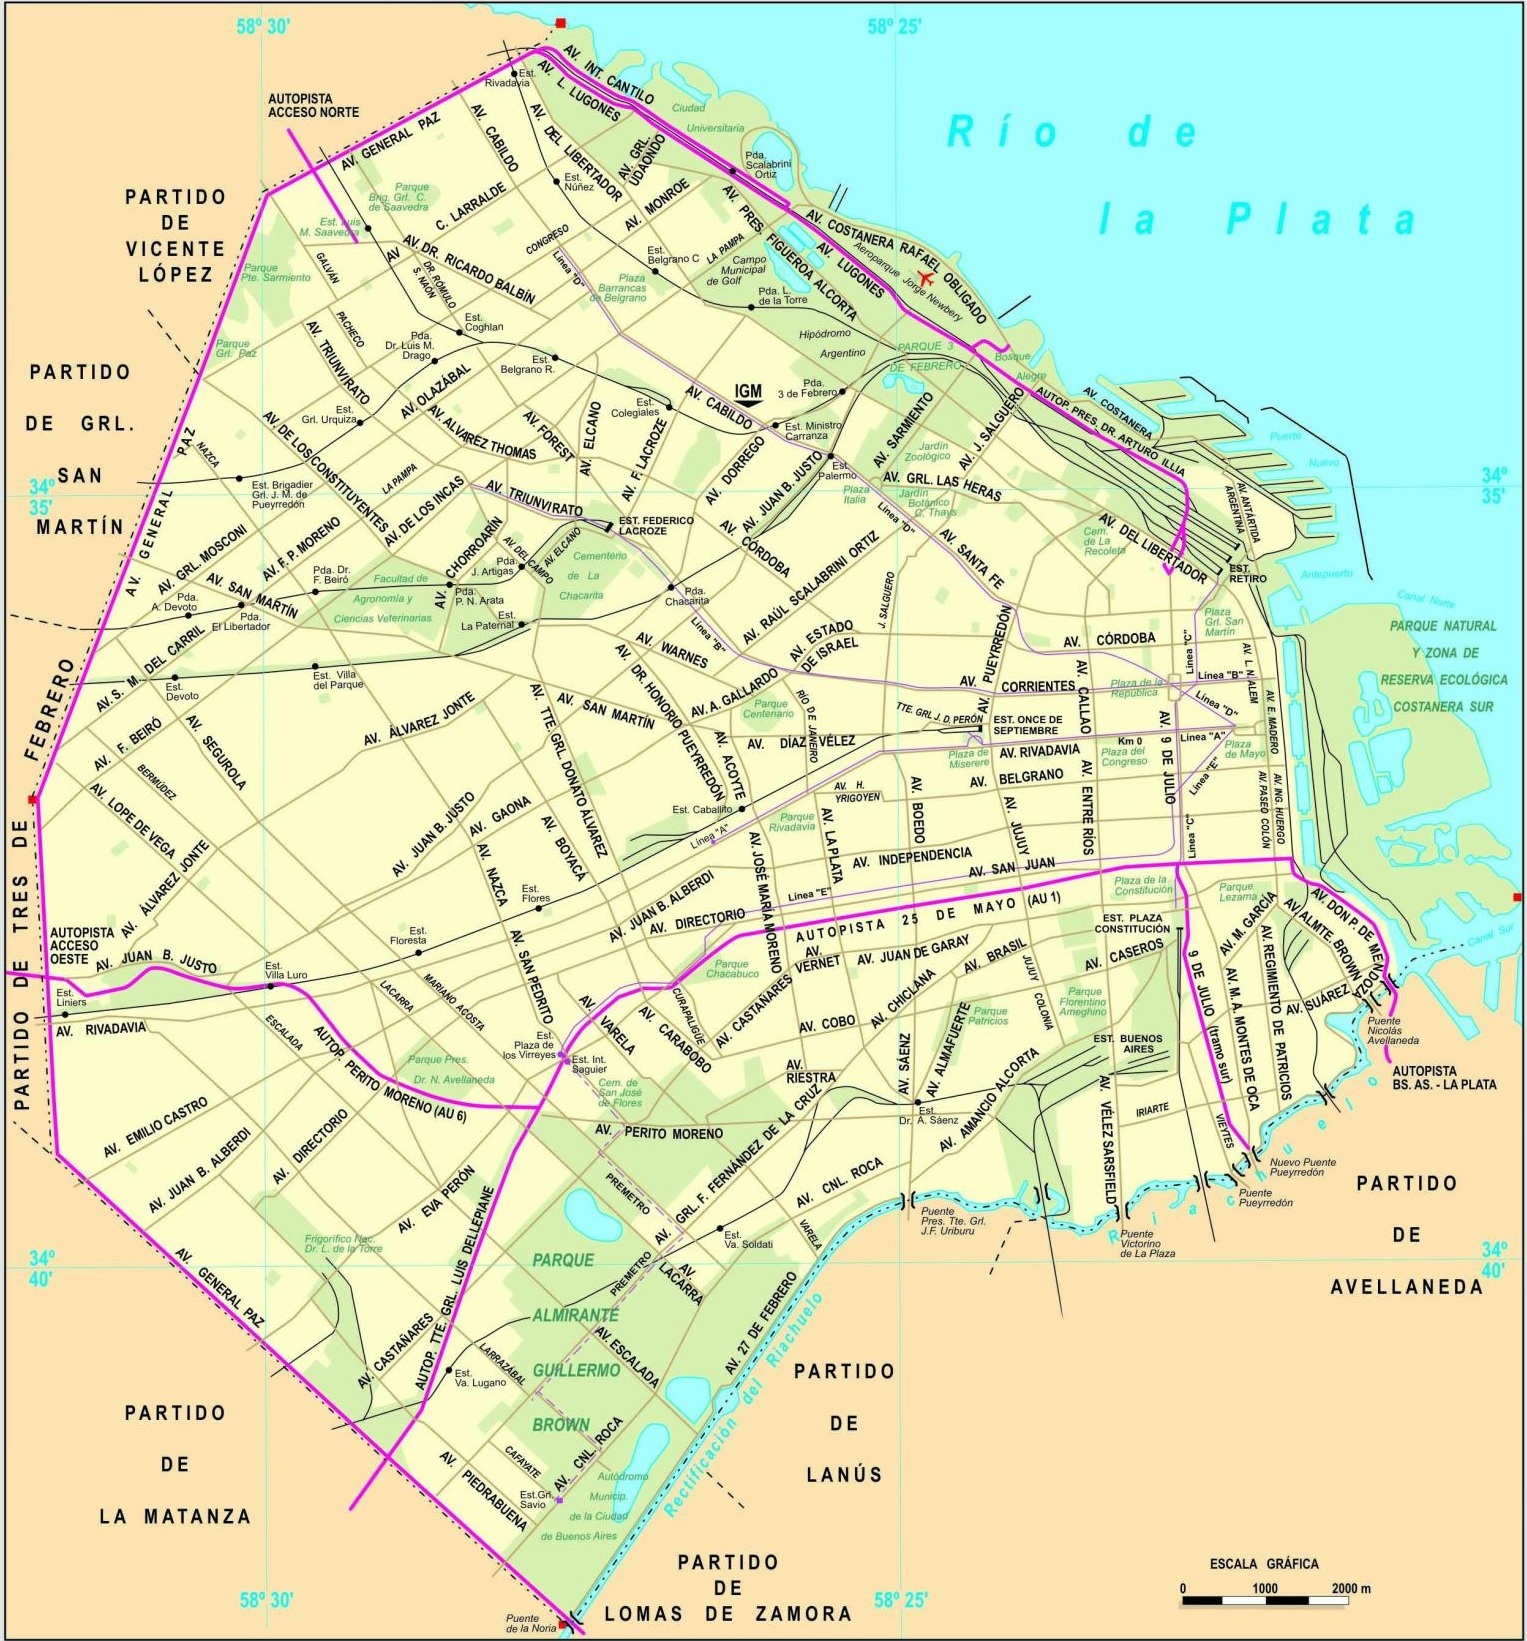 58º 30'
58º 25'
AUTOPISTA
ACCESO NORTE
Est.
Rivadavia
AV. INT. CANTILO
AV. L. LUGONES
Ciudad
Universitaria
Río de
la Plata
AV. GENERAL PAZ
AV. CABILDO
AV. DEL LIBERTADOR
AV. GRL.
UDAONDO
Pda.
Scalabrini
Ortiz
PARTIDO
DE
VICENTE
LÓPEZ
Parque
Brig. Grl. C.
de Saavedra
Est. Luis
M. Saavedra
C. LARRALDE
Est.
Núñez
AV. MONROE
AV. PRES. FIGUEROA ALCORTA
AV. COSTANERA RAFAEL OBLIGADO
Aeroparque Jorge Newbery
AV. LUGONES
Parque
Pte. Sarmiento
GALVÁN
AV DR. RICARDO BALBÍN
AV
DR. RÓMULO
S. NAÓN
CONGRESO
Línea "D"
Est.
Belgrano C
LA PAMPA
Campo
Municipal
de Golf
Plaza
Barrancas
de Belgrano
Pda. L.
de la Torre
Parque
Grl. Paz
AV. TRIUNVIRATO
PACHECO
Est.
Coghlan
Pda.
Dr. Luis M.
Drago
Est.
Belgrano R.
Hipódromo
Argentino
PARQUE 3
DE FEBRERO
Bosque
Alegre
PARTIDO
DE GRL.
SAN
MARTÍN
Est.
Grl. Urquiza
AV. OLAZÁBAL
AV. ALVAREZ THOMAS
AV. FOREST
AV. ELCANO
Est.
Colegiales
AV. CABILDO
IGM
Pda.
3 de Febrero
Est. Ministro
Carranza
AV. SARMIENTO
AV. J. SALGUERO
AUTOP. PRES. DR. ARTURO ILLIA
AV. COSTANERA
Puerto
Nuevo
34º
35'
34º
35'
NAZCA
AV. DE LOS CONSTITUYENTES
Est. Brigadier
Grl. J. M. de
Pueyrredón
LA PAMPA
AV. DE LOS INCAS
AV. TRIUNVIRATO
AV. F. LACROZE
AV. DORREGO
AV. JUAN B. JUSTO
Est.
Palermo
Plaza
Italia
Jardín
Zoológico
AV. GRL. LAS HERAS
Jardín
Botánico
C. Thays
Línea "D"
AV. SANTA FE
Cem.
de La
Recoleta
AV. DEL LIBERTADOR
AV. ANTÁRTIDA
ARGENTINA
EST.
RETIRO
Antepuerto
Canal Norte
AV. GENERAL PAZ
AV. GRL. MOSCONI
AV. F. P. MORENO
AV. SAN MARTÍN
Pda. Dr.
F. Beiró
Pda.
A. Devoto
Pda.
El Libertador
Facultad de
Agronomía y
Ciencias Veterinarias
AV. CHORROARÍN
Pda.
P. N. Arata
Pda.
J. Artigas
AV. DEL CAMPO
AV. ELCANO
EST. FEDERICO
LACROZE
Cementerio
de La
Chacarita
Est.
La Paternal
Pda.
Chacarita
Línea "B"
AV. CÓRDOBA
AV. RAÚL SCALABRINI ORTIZ
J. SALGUERO
AV. ESTADO
DE ISRAEL
AV. PUEYRREDÓN
AV. CÓRDOBA
Plaza
Grl. San
Martín
Línea "C"
PARQUE NATURAL
Y ZONA DE
RESERVA ECOLÓGICA
COSTANERA SUR
AV. S. M. DEL CARRIL
Est.
Devoto
Est. Villa
del Parque
AV. WARNES
AV. DR. HONORIO PUEYRREDÓN
AV. A. GALLARDO
RÍO DE JANEIRO
Parque
Centenario
AV. CORRIENTES
AV. CALLAO
Plaza de la
República
Línea "B"
AV. L. N. ALEM
Línea "D"
AV. E. MADERO
FEBRERO
AV. F. BEIRÓ
AV. SEGUROLA
AV. ÁLVAREZ JONTE
AV. TTE. GRL. DONATO ÁLVAREZ
AV. SAN MARTÍN
AV. ACOYTE
AV. DÍAZ VÉLEZ
TTE. GRL J. D. PERÓN
EST. ONCE DE
SEPTIEMBRE
Plaza de
Miserere
AV. RIVADAVIA
Km 0
Plaza del
Congreso
AV. 9 DE JULIO
Línea "A"
Plaza
de Mayo
Línea "E"
BERMÚDEZ
AV. LOPE DE VEGA
AV. JUAN B. JUSTO
AV. GAONA
AV. BOYACÁ
Est. Caballito
Línea "A"
Parque
Rivadavia
AV. H.
YRIGOYEN
AV. LA PLATA
AV. BOEDO
AV. BELGRANO
AV. JUJUY
AV. ENTRE RÍOS
AV. PASEO COLÓN
AV. ING. HUERGO
Línea "C"
PARTIDO DE TRES DE
AV. ÁLVAREZ JONTE
AV. NAZCA
AV. JOSÉ MARÍA MORENO
AV. INDEPENDENCIA
AV. SAN JUAN
Línea "E"
AUTOPISTA 25 DE MAYO (AU 1)
Plaza de la
Constitución
Parque
Lezama
AUTOPISTA
ACCESO
OESTE
AV. JUAN B. JUSTO
Est.
Flores
Est.
Floresta
AV. JUAN B. ALBERDI
AV. DIRECTORIO
Parque
Chacabuco
AV.
VERNET
AV. JUAN DE GARAY
AV. BRASIL
EST. PLAZA
CONSTITUCIÓN
AV. CASEROS
AV. M. GARCÍA
AV. DON P. DE MENDOZA
AV. ALMTE. BROWN
Canal Sur
Est.
Liniers
AV. RIVADAVIA
Est.
Villa Luro
LACARRA
MARIANO ACOSTA
AV. SAN PEDRITO
AV. VARELA
AV. CARABOBO
CURAPALIGÜE
AV. CASTAÑARES
AV. COBO
AV. CHICLANA
JUJUY
COLONIA
Parque
Patricios
Parque
Florentino
Ameghino
9 DE JULIO (tramo sur)
AV. M. A. MONTES DE OCA
AV. REGIMIENTO DE PATRICIOS
AV. SUÁREZ
Puente
Nicolás
Avellaneda
AUTOPISTA
BS. AS. - LA PLATA
ESCALADA
AUTOP. PERITO MORENO (AU 6)
Parque Pres.
Dr. N. Avellaneda
Est.
Plaza de
los Virreyes
Est. Int.
Saguier
Cem. de
San José
de Flores
AV.
RIESTRA
AV. SÁENZ
AV. ALMAFUERTE
EST. BUENOS
AIRES
AV. EMILIO CASTRO
AV. JUAN B. ALBERDI
AV. DIRECTORIO
AV. PERITO MORENO
AV. GRL. F. FERNÁNDEZ DE LA CRUZ
Est.
Dr. A. Sáenz
AV. AMANCIO ALCORTA
AV. VÉLEZ SARSFIELD
IRIARTE
VIEYTES
Nuevo Puente
Pueyrredón
Puente
Pueyrredón
Riachuelo
AV. EVA PERÓN
PREMETRO
AV. CNL. ROCA
VARELA
Puente
Pres. Tte. Grl.
J.F. Uriburu
Puente
Victorino
de La Plaza
PARTIDO
DE
AVELLANEDA
34º
40'
34º
40'
AV. GENERAL PAZ
Frigorífico Nac.
Dr. L. de la Torre
AUTOP. TTE. GRL. LUIS DELLEPIANE
Est.
Va. Soldati
PREMETRO
AV.
LACARRA
PARQUE
ALMIRANTE
GUILLERMO
BROWN
AV. CASTAÑARES
LARRAZÁBAL
Est.
Va. Lugano
AV. ESCALADA
AV. 27 DE FEBRERO
Rectificación del Riachuelo
PARTIDO
DE
LANÚS
PARTIDO
DE
LA MATANZA
AV. PIEDRABUENA
CAFAYATE
AV. CNL. ROCA
Est.Grl.
Savio
Autódromo
Municip.
de la Ciudad
de Buenos Aires
PARTIDO
DE
LOMAS DE ZAMORA
Puente
de la Noria
58º 30'
58º 25'
ESCALA GRÁFICA
0 1000 2000 m